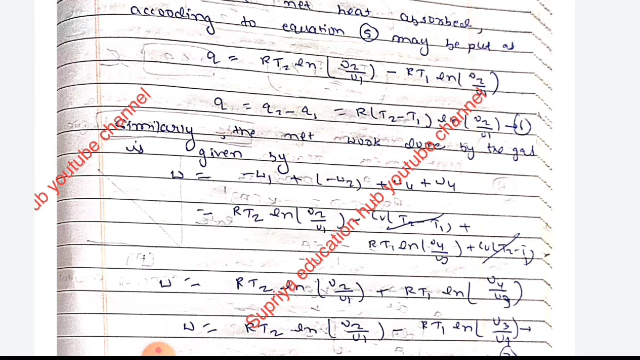 net heat absorbed,
according to equation ⑤ may be put as
q = RT₂ ln (v₂/v₁) - RT₁ ln (v₂/v₁)
q = q₂ - q₁ = R(T₂-T₁) ln (v₂/v₁) → (6)
Similarly, the net work done by the gas
is given by
w = -w₁ + (-w₂) + w₄ + w₄
= RT₂ ln (v₂/v₁) - Cv(T₂-T₁) +
RT₁ ln (v₄/v₃) + Cv(T₂-T₁)
w = RT₂ ln (v₂/v₁) + RT₁ ln (v₄/v₃)
w = RT₂ ln (v₂/v₁) - RT₁ ln (v₃/v₄) →
ub youtube channel
Supriya education hub youtube channel